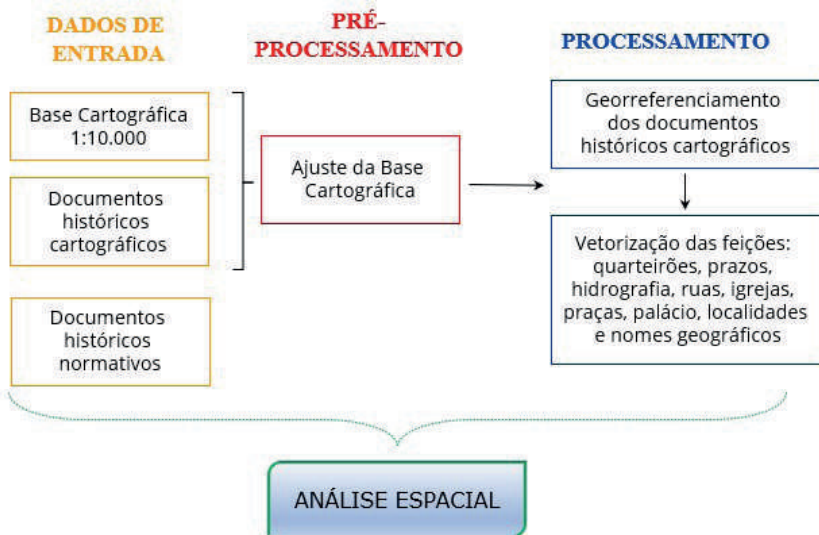 DADOS DE
ENTRADA
PRÉ-
PROCESSAMENTO
PROCESSAMENTO
Base Cartográfica
1:10.000
Documentos
históricos
cartográficos
Documentos
históricos
normativos
Ajuste da Base
Cartográfica
Georreferenciamento
dos documentos
históricos cartográficos
Vetorização das feições:
quarteirões, prazos,
hidrografia, ruas, igrejas,
praças, palácio, localidades
e nomes geográficos
ANÁLISE ESPACIAL